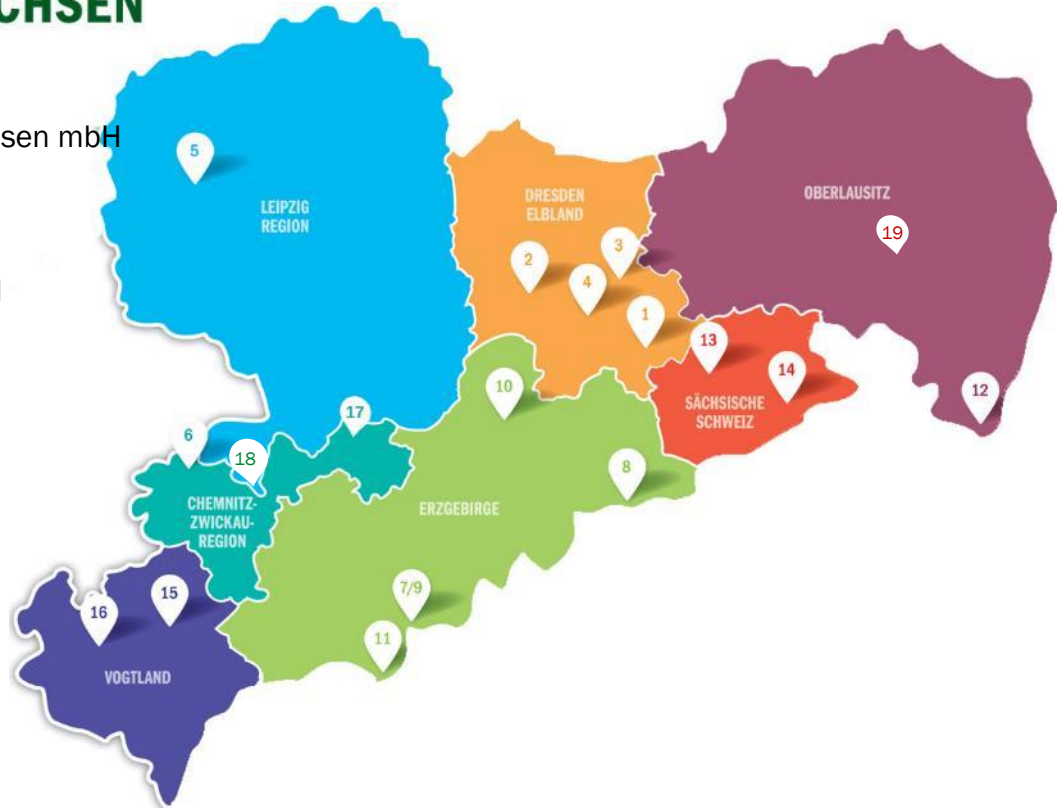 CHSEN
sen mbH
5
LEIPZIG
REGION
DRESDEN
ELBLAND
OBERLAUSITZ
19
3
2
4
1
13
14
12
10
SÄCHSISCHE
SCHWEIZ
17
6
18
8
CHEMNITZ-
ZWICKAU-
REGION
ERZGEBIRGE
7/9
15
16
11
VOGTLAND